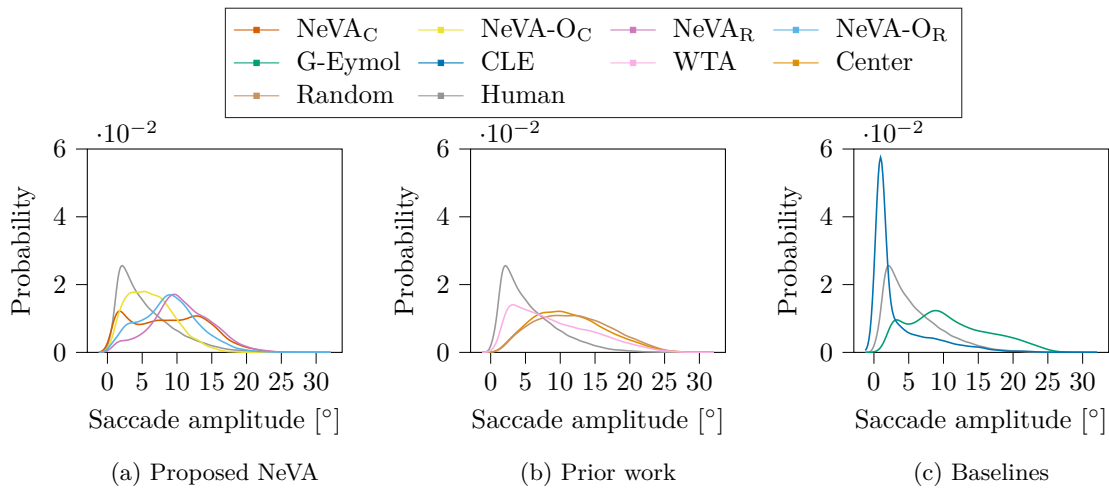 NeVA_C NeVA-O_C NeVA_R NeVA-O_R
G-Eymol CLE WTA Center
Random Human
·10⁻² ·10⁻² ·10⁻²
6 6 6
4 4 4
2 2 2
0 0 0
Probability Probability Probability
0 5 10 15 20 25 30 0 5 10 15 20 25 30 0 5 10 15 20 25 30
Saccade amplitude [°] Saccade amplitude [°] Saccade amplitude [°]
(a) Proposed NeVA (b) Prior work (c) Baselines